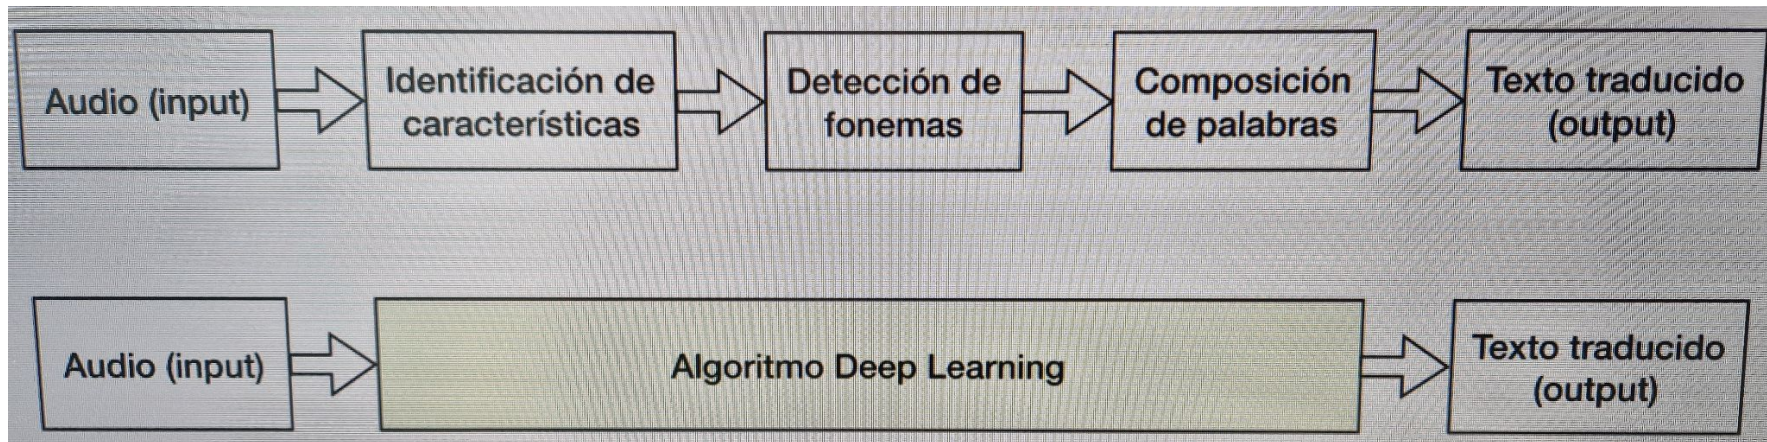 Audio (input)
Identificación de
características
Detección de
fonemas
Composición
de palabras
Texto traducido
(output)
Audio (input)
Algoritmo Deep Learning
Texto traducido
(output)